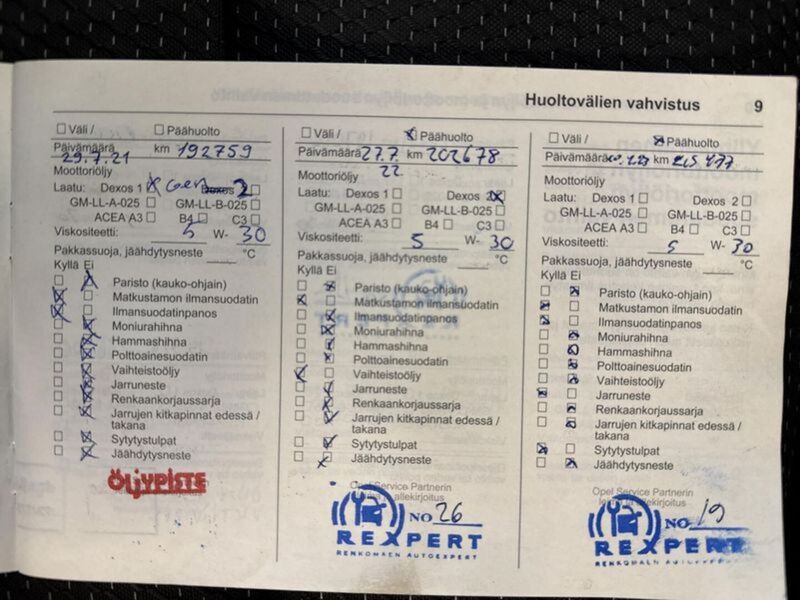 Huoltovälien vahvistus 9
Väli / Päähuolto
Päivämäärä 29.7.21 km 192759
Moottoriöljy
Laatu: Dexos 1 Gen Dexos 2
GM-LL-A-025 GM-LL-B-025
ACEA A3 B4 C3
Viskositeetti: 5 W- 30
Pakkassuoja, jäähdytysneste °C
Kyllä Ei
Paristo (kauko-ohjain)
Matkustamon ilmansuodatin
Ilmansuodatinpanos
Moniurahihna
Hammashihna
Polttoainesuodatin
Vaihteistoöljy
Jarruneste
Renkaankorjaussarja
Jarrujen kitkapinnat edessä /
takana
Sytytystulpat
Jäähdytysneste
ÖLJYPISTE
Väli / Päähuolto
Päivämäärä 27.7. km 202678
22
Moottoriöljy
Laatu: Dexos 1 Dexos 2
GM-LL-A-025 GM-LL-B-025
ACEA A3 B4 C3
Viskositeetti: 5 W- 30
Pakkassuoja, jäähdytysneste °C
Kyllä Ei
Paristo (kauko-ohjain)
Matkustamon ilmansuodatin
Ilmansuodatinpanos
Moniurahihna
Hammashihna
Polttoainesuodatin
Vaihteistoöljy
Jarruneste
Renkaankorjaussarja
Jarrujen kitkapinnat edessä /
takana
Sytytystulpat
Jäähdytysneste
Opel Service Partnerin
allekirjoitus
NO 26
REXPERT
RENKOMAEN AUTOEXPERT
Väli / Päähuolto
Päivämäärä km
Moottoriöljy
Laatu: Dexos 1 Dexos 2
GM-LL-A-025 GM-LL-B-025
ACEA A3 B4 C3
Viskositeetti: 5 W- 30
Pakkassuoja, jäähdytysneste °C
Kyllä Ei
Paristo (kauko-ohjain)
Matkustamon ilmansuodatin
Ilmansuodatinpanos
Moniurahihna
Hammashihna
Polttoainesuodatin
Vaihteistoöljy
Jarruneste
Renkaankorjaussarja
Jarrujen kitkapinnat edessä /
takana
Sytytystulpat
Jäähdytysneste
Opel Service Partnerin
allekirjoitus
NO 19
REXPERT
RENKOMAEN AUTOEXPERT